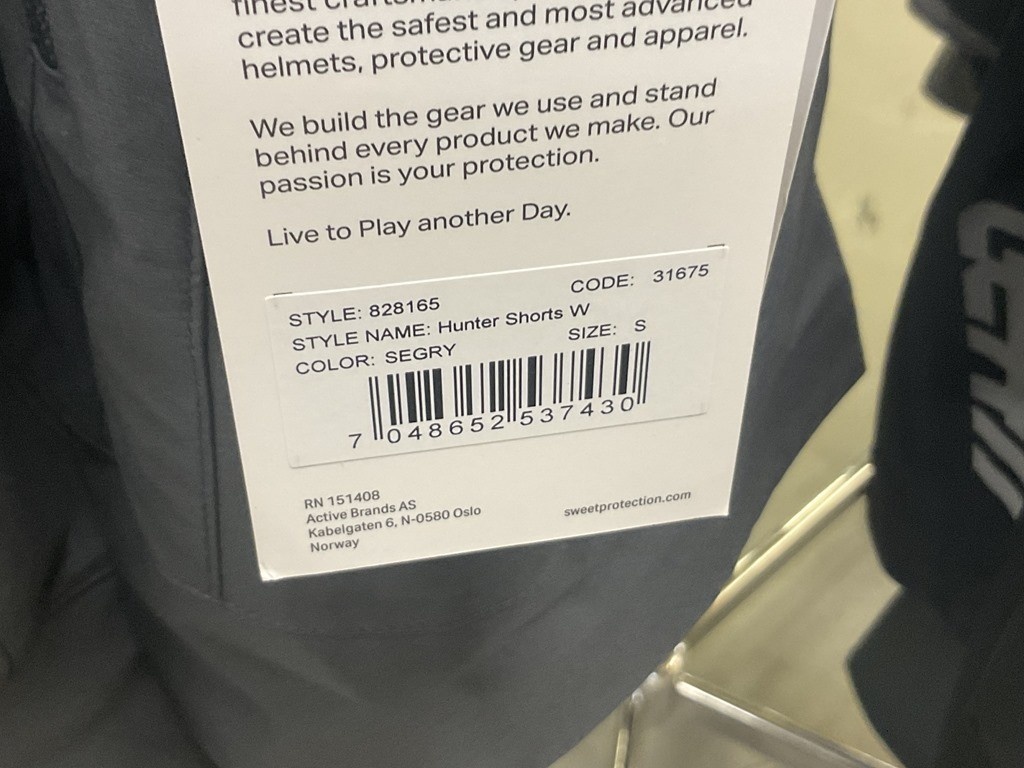 finest
create the safest and most advanced
helmets, protective gear and apparel.
We build the gear we use and stand
behind every product we make. Our
passion is your protection.
Live to Play another Day.
STYLE: 828165 CODE: 31675
STYLE NAME: Hunter Shorts W
COLOR: SEGRY SIZE: S
7 048652 537430
RN 151408
Active Brands AS
Kabelgaten 6, N-0580 Oslo
Norway
sweetprotection.com